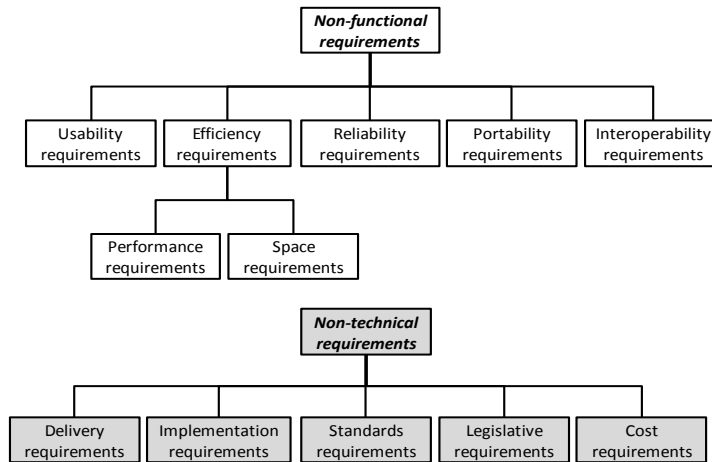 Non-functional
requirements
Usability
requirements
Efficiency
requirements
Reliability
requirements
Portability
requirements
Interoperability
requirements
Performance
requirements
Space
requirements
Non-technical
requirements
Delivery
requirements
Implementation
requirements
Standards
requirements
Legislative
requirements
Cost
requirements